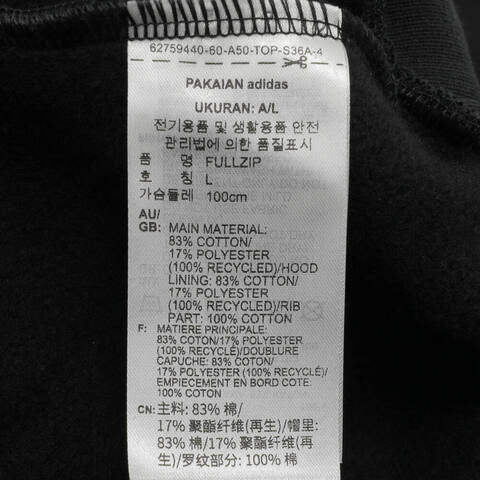 62759440-60-A50-TOP-S36A-4
PAKAIAN adidas
UKURAN: A/L
전기용품 및 생활용품 안전
관리법에 의한 품질표시
품 명 FULLZIP
호 칭 L
가슴둘레 100cm
AU/
GB: MAIN MATERIAL:
83% COTTON/
17% POLYESTER
(100% RECYCLED)/HOOD
LINING: 83% COTTON/
17% POLYESTER
(100% RECYCLED)/RIB
PART: 100% COTTON
F: MATIERE PRINCIPALE:
83% COTON/17% POLYESTER
(100% RECYCLÉ)/DOUBLURE
CAPUCHE: 83% COTON/
17% POLYESTER (100% RECYCLÉ)/
EMPIECEMENT EN BORD COTE:
100% COTON
CN: 主料: 83% 棉/
17% 聚酯纤维(再生)/帽里:
83% 棉/17% 聚酯纤维(再
生)/罗纹部分: 100% 棉